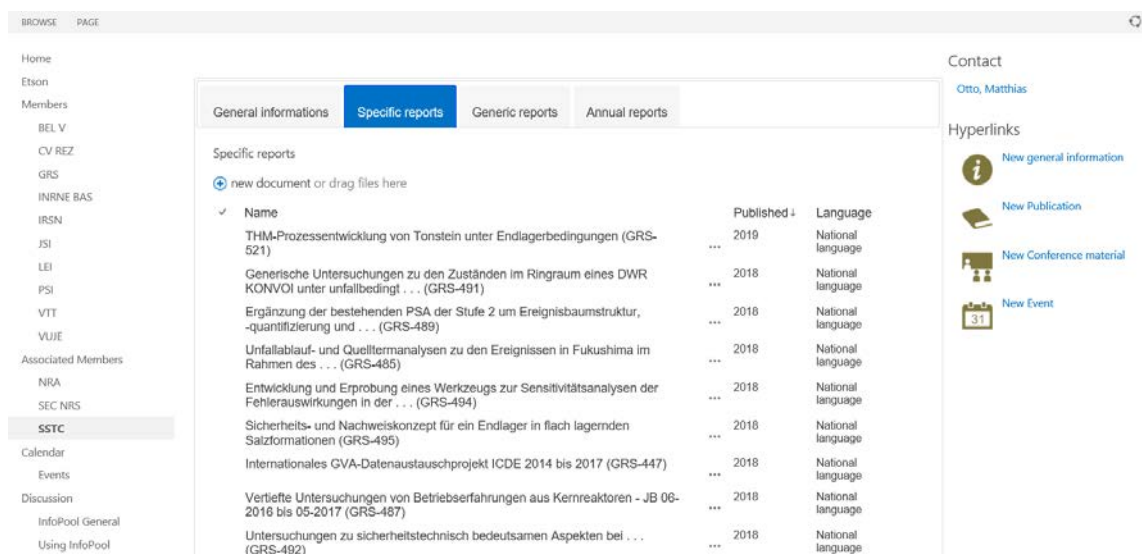 BROWSE PAGE
Home
Etson
Members
BEL V
CV REZ
GRS
INRNE BAS
IRSN
JSI
LEI
PSI
VTT
VUJE
Associated Members
NRA
SEC NRS
SSTC
Calendar
Events
Discussion
InfoPool General
Using InfoPool
General informations Specific reports Generic reports Annual reports
Specific reports
new document or drag files here
✓ Name Published↓ Language
THM-Prozessentwicklung von Tonstein unter Endlagerbedingungen (GRS-
521) ... 2019 National
language
Generische Untersuchungen zu den Zuständen im Ringraum eines DWR
KONVOI unter unfallbedingt . . . (GRS-491) ... 2018 National
language
Ergänzung der bestehenden PSA der Stufe 2 um Ereignisbaumstruktur,
-quantifizierung und . . . (GRS-489) ... 2018 National
language
Unfallablauf- und Quelltermanalysen zu den Ereignissen in Fukushima im
Rahmen des . . . (GRS-485) ... 2018 National
language
Entwicklung und Erprobung eines Werkzeugs zur Sensitivitätsanalysen der
Fehlerauswirkungen in der . . . (GRS-494) ... 2018 National
language
Sicherheits- und Nachweiskonzept für ein Endlager in flach lagernden
Salzformationen (GRS-495) ... 2018 National
language
Internationales GVA-Datenaustauschprojekt ICDE 2014 bis 2017 (GRS-447) ... 2018 National
language
Vertiefte Untersuchungen von Betriebserfahrungen aus Kernreaktoren - JB 06-
2016 bis 05-2017 (GRS-487) ... 2018 National
language
Untersuchungen zu sicherheitstechnisch bedeutsamen Aspekten bei . . .
(GRS-492) ... 2018 National
language
Contact
Otto, Matthias
Hyperlinks
New general information
New Publication
New Conference material
31 New Event